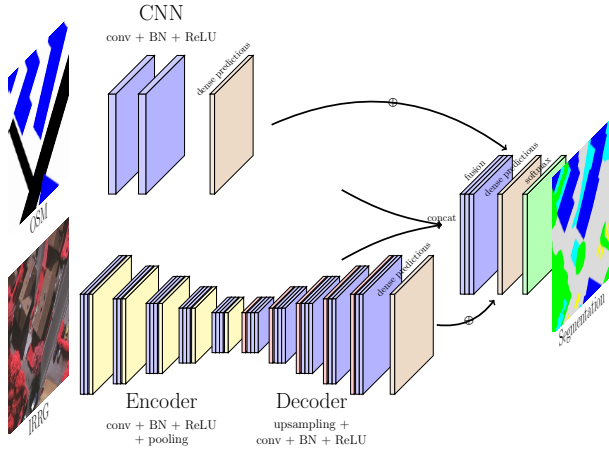 CNN
conv + BN + ReLU
dense predictions
OSM
fusion
dense predictions
softmax
concat
dense predictions
IRRG
Segmentation
Encoder
conv + BN + ReLU
+ pooling
Decoder
upsampling +
conv + BN + ReLU